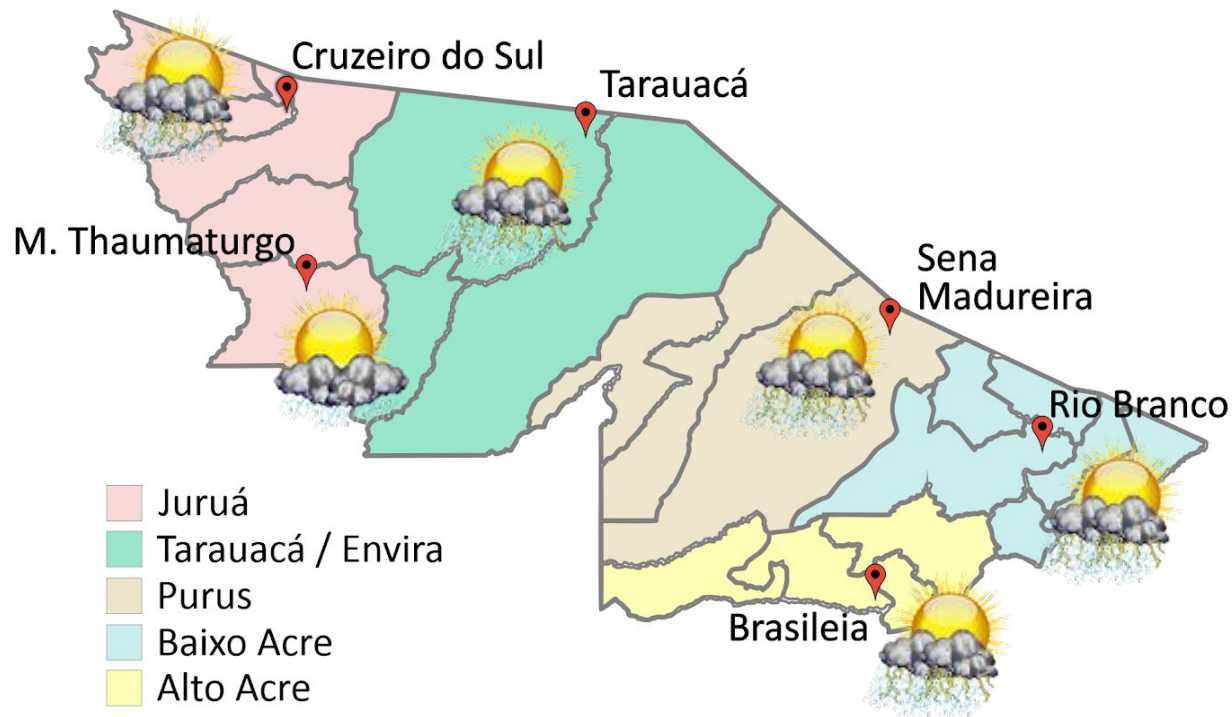 Cruzeiro do Sul
Tarauacá
M. Thaumaturgo
Sena
Madureira
Rio Branco
Brasileia
Juruá
Tarauacá / Envira
Purus
Baixo Acre
Alto Acre